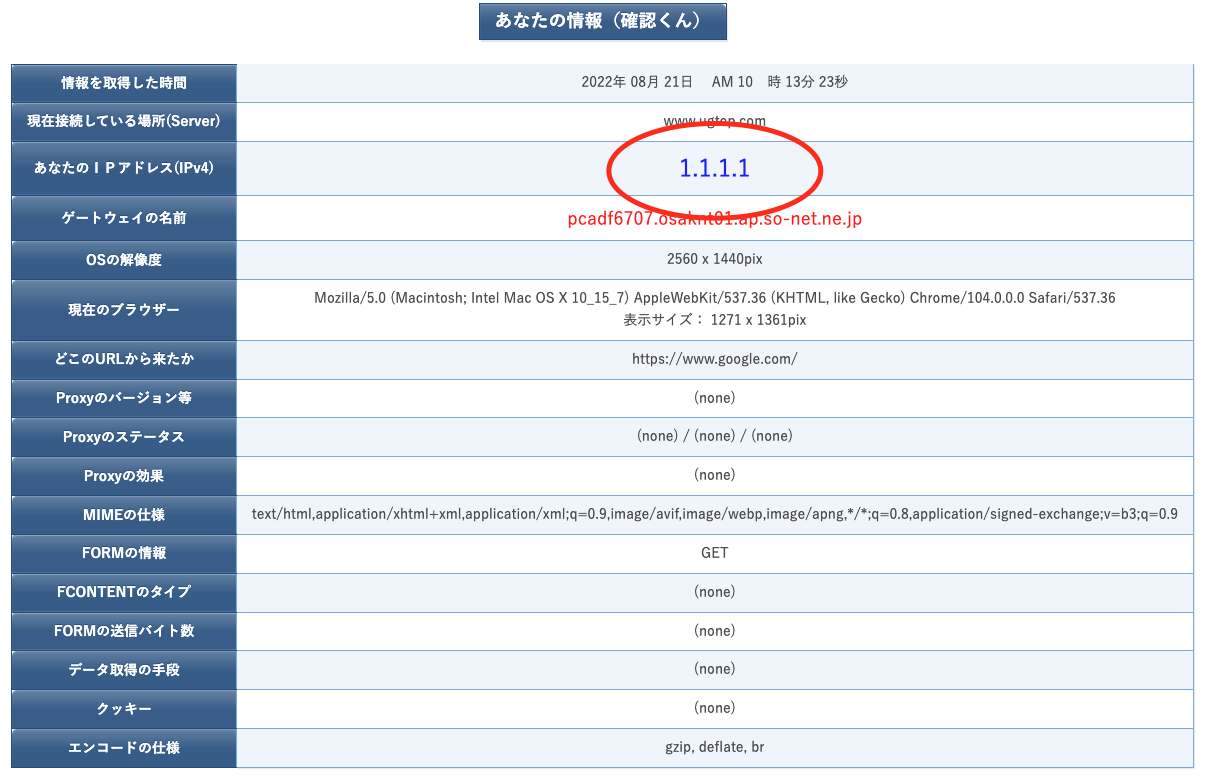 あなたの情報（確認くん）
情報を取得した時間 2022年 08月 21日 AM 10 時 13分 23秒
現在接続している場所(Server) www.ugtop.com
あなたのＩＰアドレス(IPv4) 1.1.1.1
ゲートウェイの名前 pcadf6707.osaknt01.ap.so-net.ne.jp
OSの解像度 2560 x 1440pix
現在のブラウザー Mozilla/5.0 (Macintosh; Intel Mac OS X 10_15_7) AppleWebKit/537.36 (KHTML, like Gecko) Chrome/104.0.0.0 Safari/537.36
表示サイズ： 1271 x 1361pix
どこのURLから来たか https://www.google.com/
Proxyのバージョン等 (none)
Proxyのステータス (none) / (none) / (none)
Proxyの効果 (none)
MIMEの仕様 text/html,application/xhtml+xml,application/xml;q=0.9,image/avif,image/webp,image/apng,*/*;q=0.8,application/signed-exchange;v=b3;q=0.9
FORMの情報 GET
FCONTENTのタイプ (none)
FORMの送信バイト数 (none)
データ取得の手段 (none)
クッキー (none)
エンコードの仕様 gzip, deflate, br